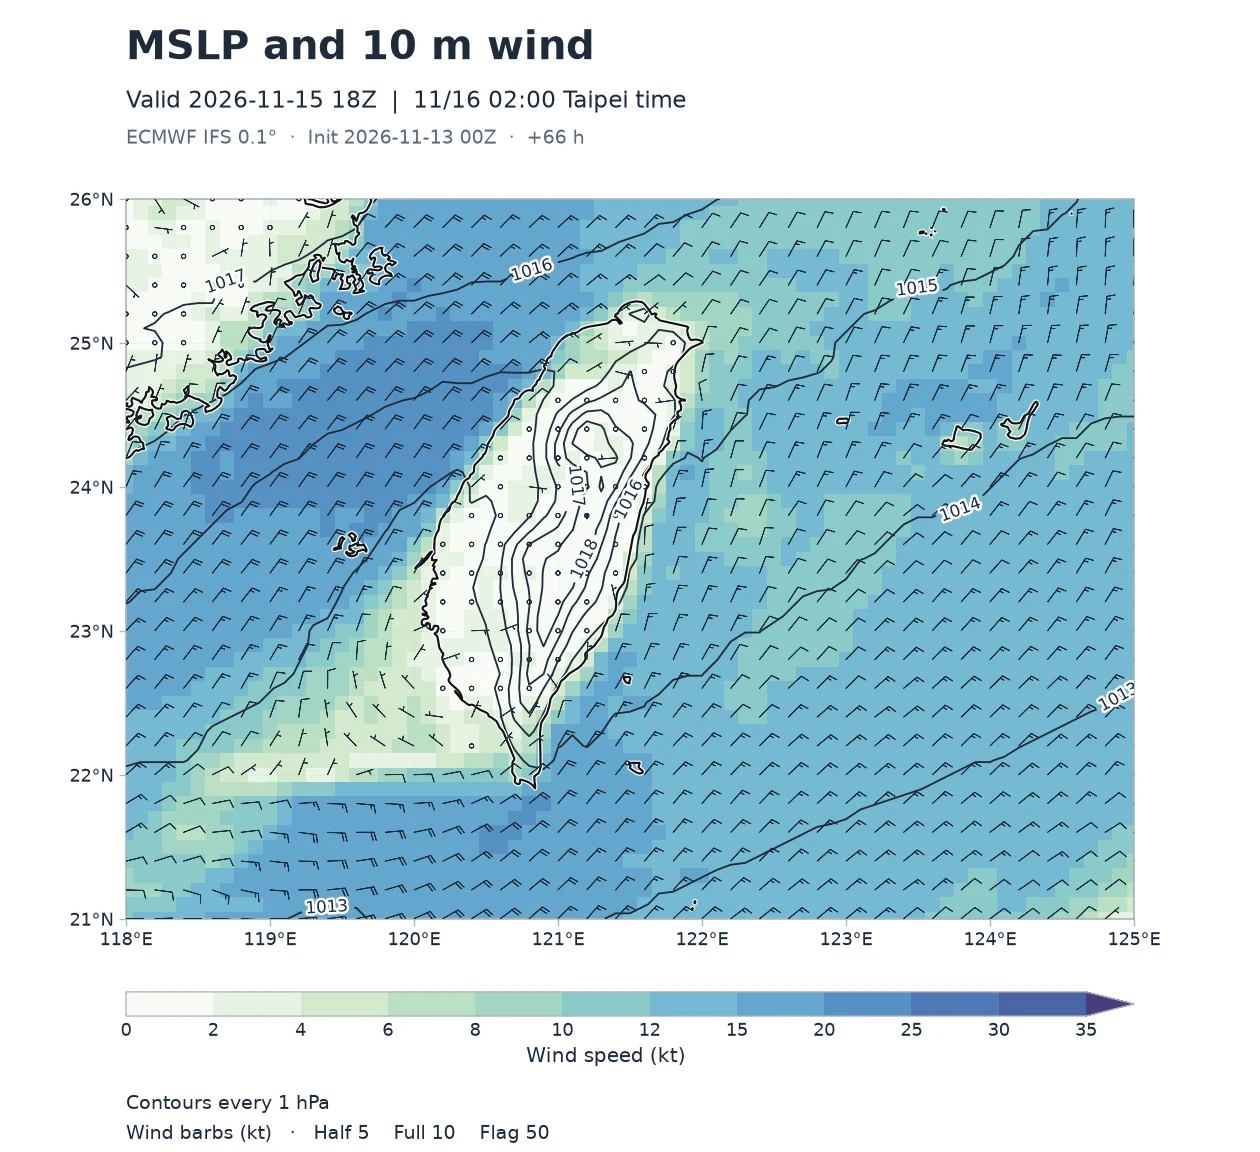 MSLP and 10 m wind
Valid 2026-11-15 18Z | 11/16 02:00 Taipei time
ECMWF IFS 0.1° · Init 2026-11-13 00Z · +66 h
26°N
1017
1016
1015
25°N
24°N
1017
1016
1014
1018
23°N
1013
22°N
1013
21°N
118°E 119°E 120°E 121°E 122°E 123°E 124°E 125°E
0 2 4 6 8 10 12 15 20 25 30 35
Wind speed (kt)
Contours every 1 hPa
Wind barbs (kt) · Half 5 Full 10 Flag 50